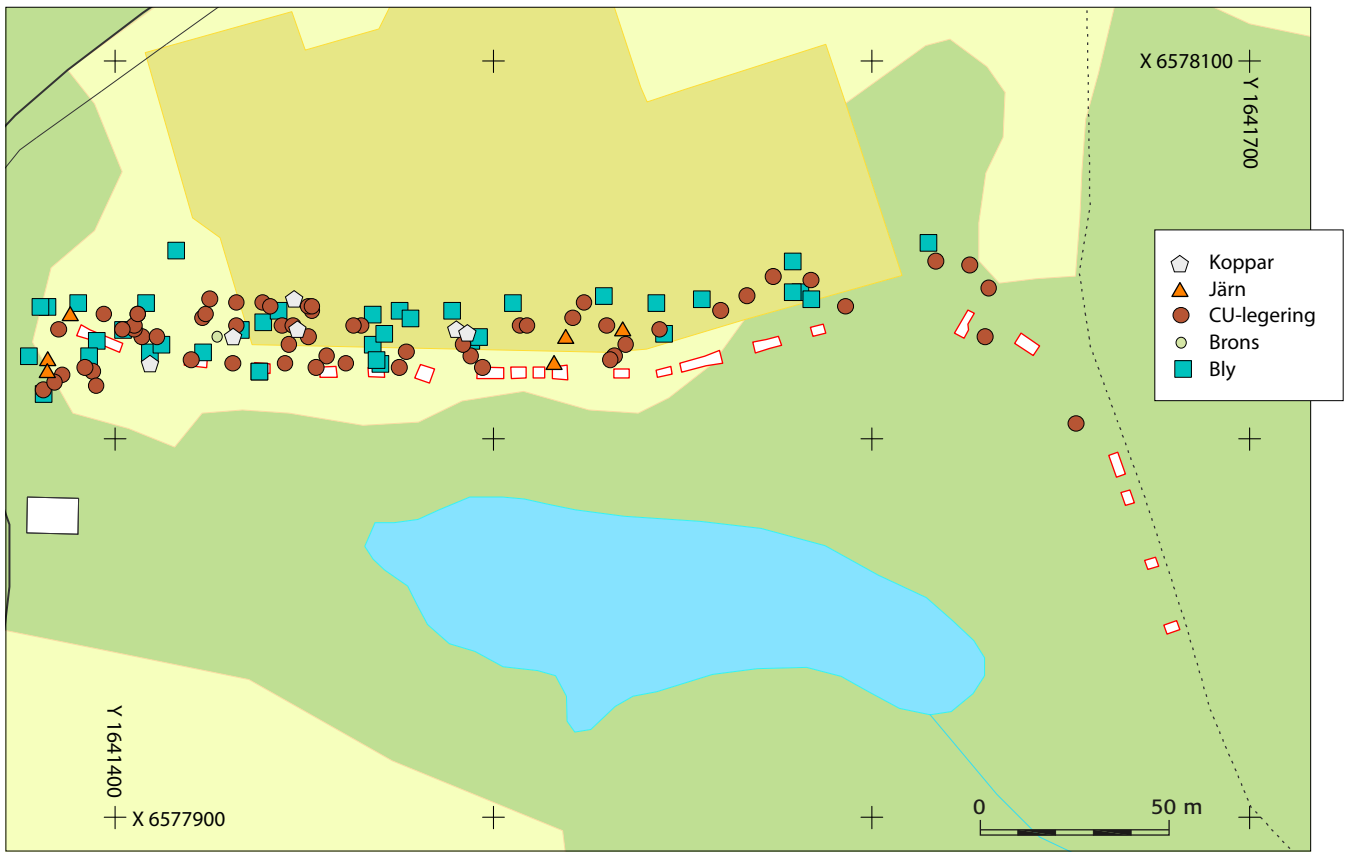 X 6578100
Y 1641700
Koppar
Järn
CU-legering
Brons
Bly
Y 1641400
X 6577900
0 50 m